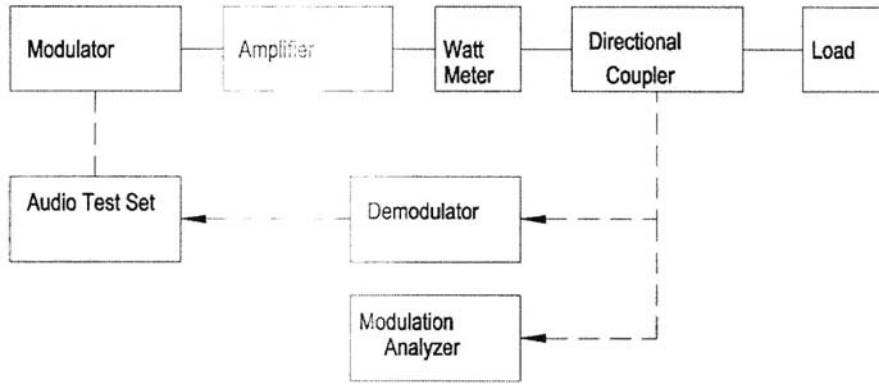 Modulator
Amplifier
Watt
Meter
Directional
Coupler
Load
Audio Test Set
Demodulator
Modulation
Analyzer